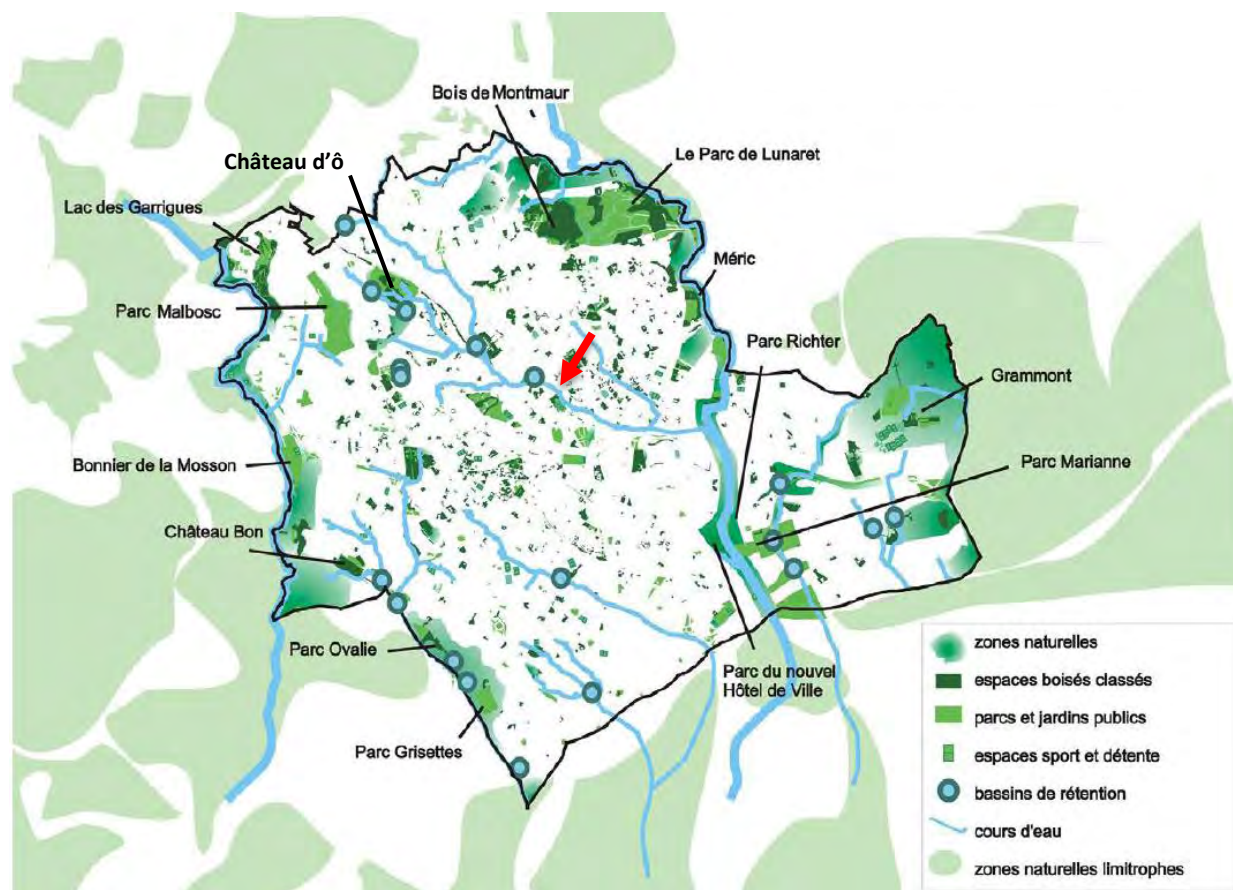 Bois de Montmaur
Château d'ô
Le Parc de Lunaret
Lac des Garrigues
Méric
Parc Malbosc
Parc Richter
Grammont
Bonnier de la Mosson
Parc Marianne
Château Bon
Parc Ovalie
Parc du nouvel
Hôtel de Ville
Parc Grisettes
zones naturelles
espaces boisés classés
parcs et jardins publics
espaces sport et détente
bassins de rétention
cours d'eau
zones naturelles limitrophes